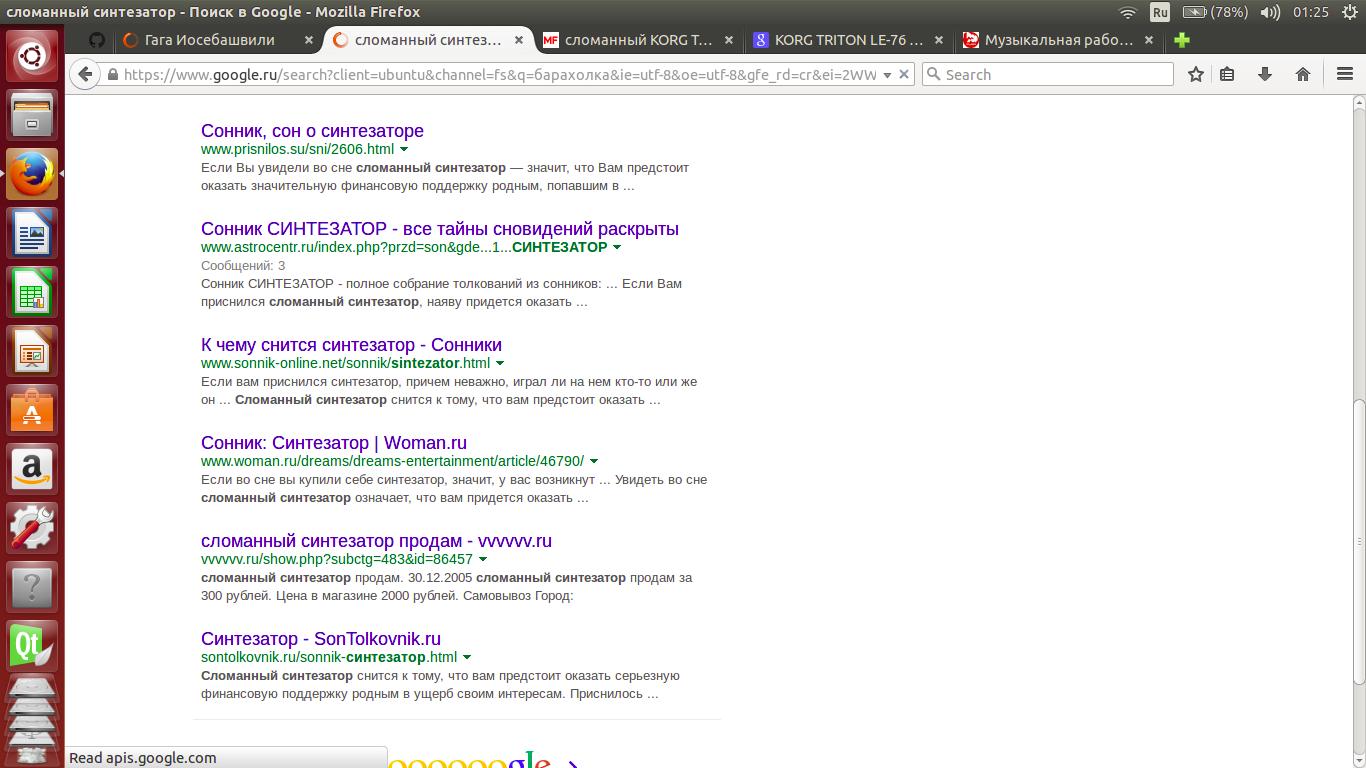 сломанный синтезатор - Поиск в Google - Mozilla Firefox
Ru
(78%)
01:25
Гага Иосебашвили
сломанный синтез...
сломанный KORG T...
KORG TRITON LE-76 ...
Музыкальная рабо...
https://www.google.ru/search?client=ubuntu&channel=fs&q=барахолка&ie=utf-8&oe=utf-8&gfe_rd=cr&ei=2WW
Search
Сонник, сон о синтезаторе
www.prisnilos.su/sni/2606.html
Если Вы увидели во сне сломанный синтезатор — значит, что Вам предстоит
оказать значительную финансовую поддержку родным, попавшим в ...
Сонник СИНТЕЗАТОР - все тайны сновидений раскрыты
www.astrocentr.ru/index.php?przd=son&gde...1...СИНТЕЗАТОР
Сообщений: 3
Сонник СИНТЕЗАТОР - полное собрание толкований из сонников: ... Если Вам
приснился сломанный синтезатор, наяву придется оказать ...
К чему снится синтезатор - Сонники
www.sonnik-online.net/sonnik/sintezator.html
Если вам приснился синтезатор, причем неважно, играл ли на нем кто-то или же
он ... Сломанный синтезатор снится к тому, что вам предстоит оказать ...
Сонник: Синтезатор | Woman.ru
www.woman.ru/dreams/dreams-entertainment/article/46790/
Если во сне вы купили себе синтезатор, значит, у вас возникнут ... Увидеть во сне
сломанный синтезатор означает, что вам придется оказать ...
сломанный синтезатор продам - vvvvvv.ru
vvvvvv.ru/show.php?subctg=483&id=86457
сломанный синтезатор продам. 30.12.2005 сломанный синтезатор продам за
300 рублей. Цена в магазине 2000 рублей. Самовывоз Город:
Синтезатор - SonTolkovnik.ru
sontolkovnik.ru/sonnik-синтезатор.html
Сломанный синтезатор снится к тому, что вам предстоит оказать серьезную
финансовую поддержку родным в ущерб своим интересам. Приснилось ...
Read apis.google.com
oooooogle
MF
A
a
?
Qt